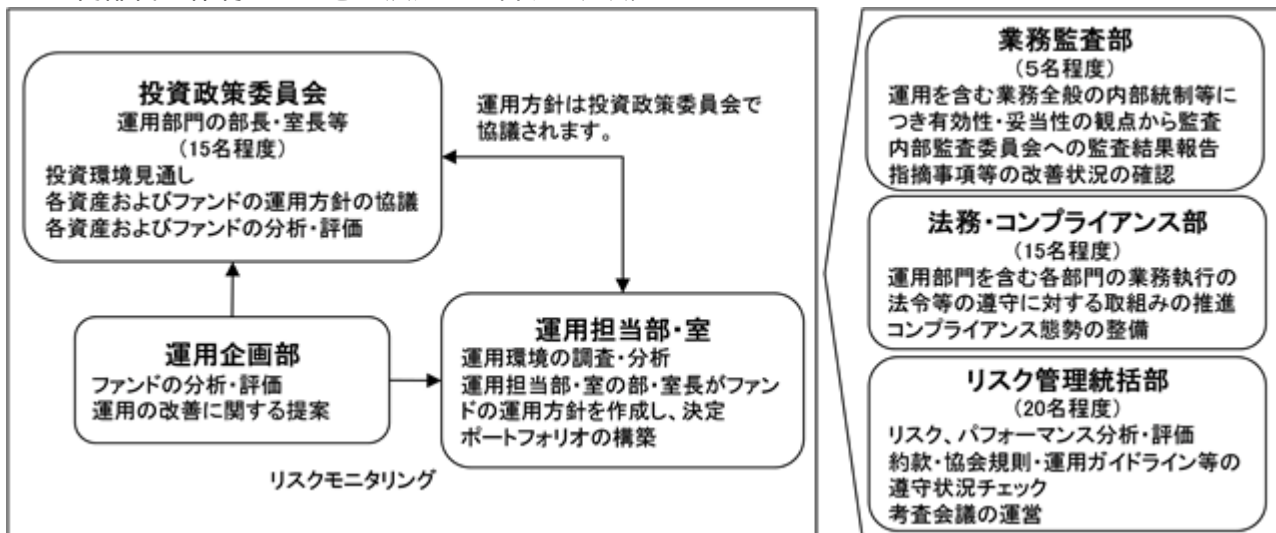 投資政策委員会
運用部門の部長・室長等
(15名程度)
投資環境見通し
各資産およびファンドの運用方針の協議
各資産およびファンドの分析・評価
運用方針は投資政策委員会で
協議されます。
運用企画部
ファンドの分析・評価
運用の改善に関する提案
運用担当部・室
運用環境の調査・分析
運用担当部・室の部・室長がファン
ドの運用方針を作成し、決定
ポートフォリオの構築
リスクモニタリング
業務監査部
(5名程度)
運用を含む業務全般の内部統制等に
つき有効性・妥当性の観点から監査
内部監査委員会への監査結果報告
指摘事項等の改善状況の確認
法務・コンプライアンス部
(15名程度)
運用部門を含む各部門の業務執行の
法令等の遵守に対する取組みの推進
コンプライアンス態勢の整備
リスク管理統括部
(20名程度)
リスク、パフォーマンス分析・評価
約款・協会規則・運用ガイドライン等の
遵守状況チェック
考査会議の運営